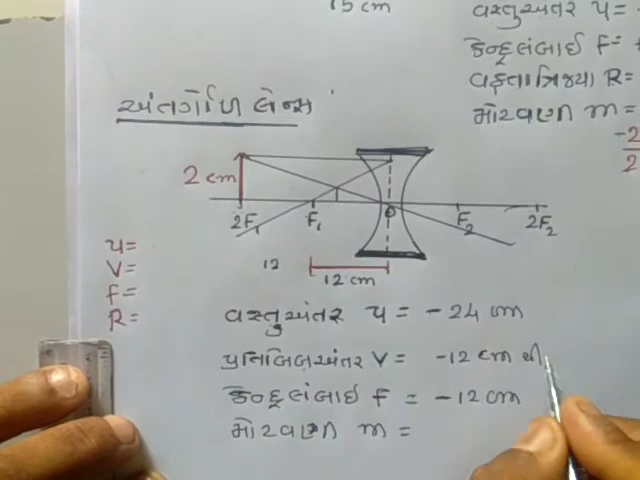 15 cm
વસ્તુઅંતર u = -
કેન્દ્રલંબાઈ F =
વક્રતાત્રિજ્યા R =
મોટવણી m =
-2
2
અંતર્ગોળ લેન્સ
2 cm
2F₁ F₁ O F₂ 2F₂
12
12 cm
u =
V =
f =
R =
વસ્તુઅંતર u = - 24 cm
પ્રતિબિંબઅંતર V = -12 cm થી
કેન્દ્રલંબાઈ F = -12 cm
મોટવણી m =